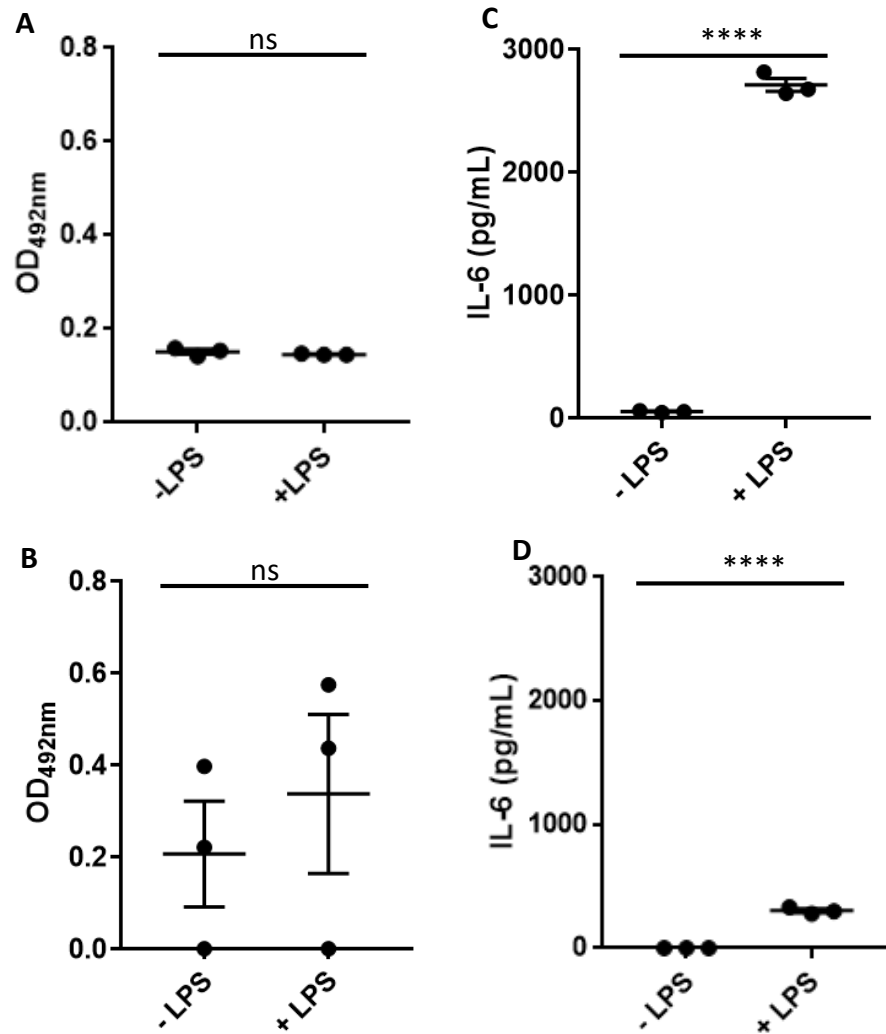 A
ns
0.8
0.6
0.4
0.2
0.0
OD492nm
-LPS
+LPS
C
****
3000
2000
1000
0
IL-6 (pg/mL)
- LPS
+ LPS
B
ns
0.8
0.6
0.4
0.2
0.0
OD492nm
- LPS
+ LPS
D
****
3000
2000
1000
0
IL-6 (pg/mL)
- LPS
+ LPS